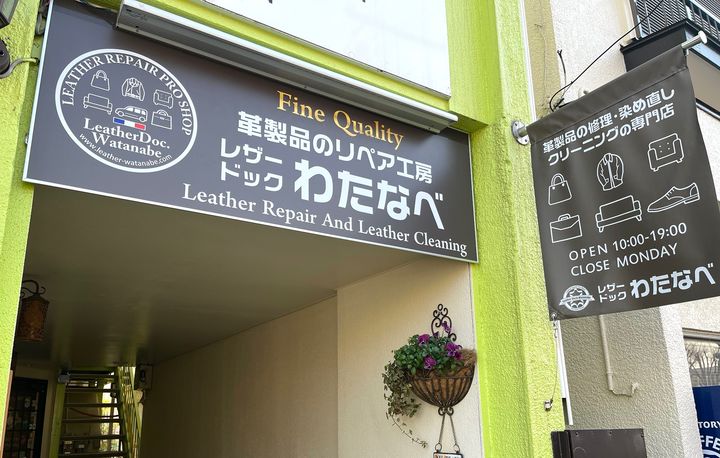 LEATHER REPAIR PRO SHOP
LeatherDoc.
Watanabe
www.leather-watanabe.com
Fine Quality
革製品のリペア工房
レザードック わたなべ
Leather Repair And Leather Cleaning
革製品の修理・染め直し
クリーニングの専門店
OPEN 10:00-19:00
CLOSE MONDAY
レザードック わたなべ